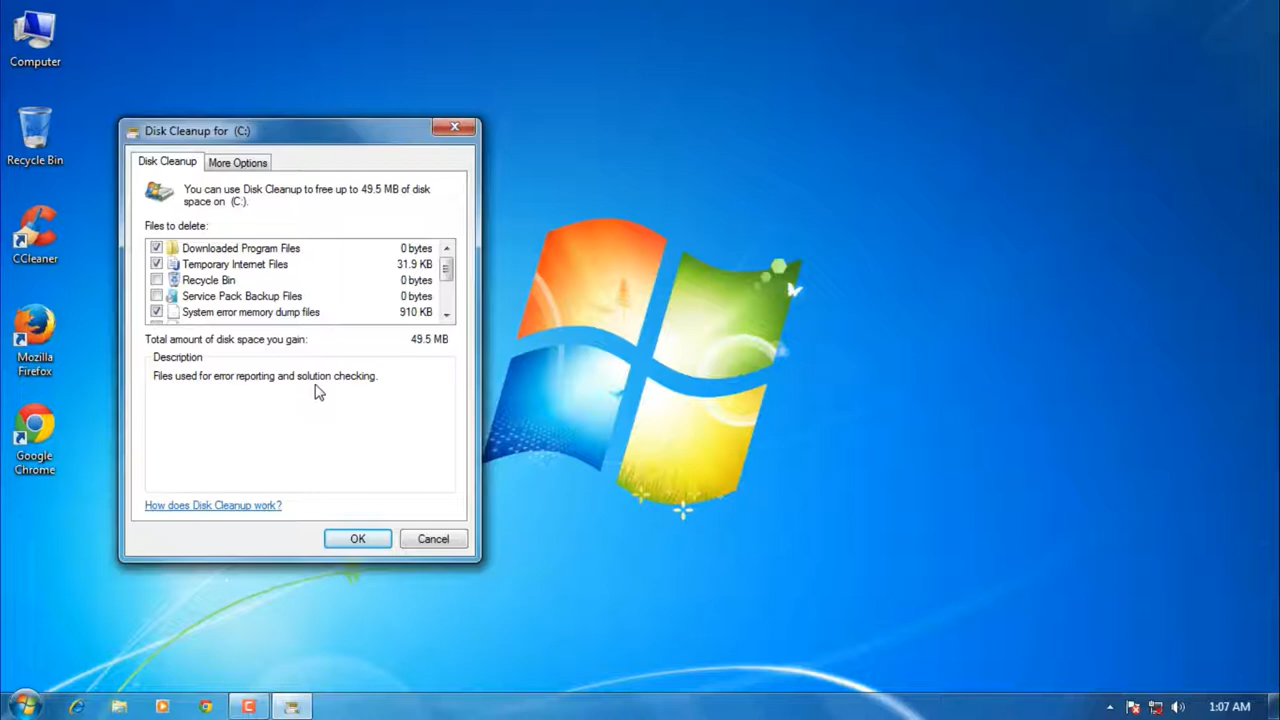 Computer
Recycle Bin
CCleaner
Mozilla
Firefox
Google
Chrome
Disk Cleanup for (C:)
Disk Cleanup
More Options
You can use Disk Cleanup to free up to 49.5 MB of disk
space on (C:).
Files to delete:
Downloaded Program Files 0 bytes
Temporary Internet Files 31.9 KB
Recycle Bin 0 bytes
Service Pack Backup Files 0 bytes
System error memory dump files 910 KB
Total amount of disk space you gain: 49.5 MB
Description
Files used for error reporting and solution checking.
How does Disk Cleanup work?
OK
Cancel
1:07 AM